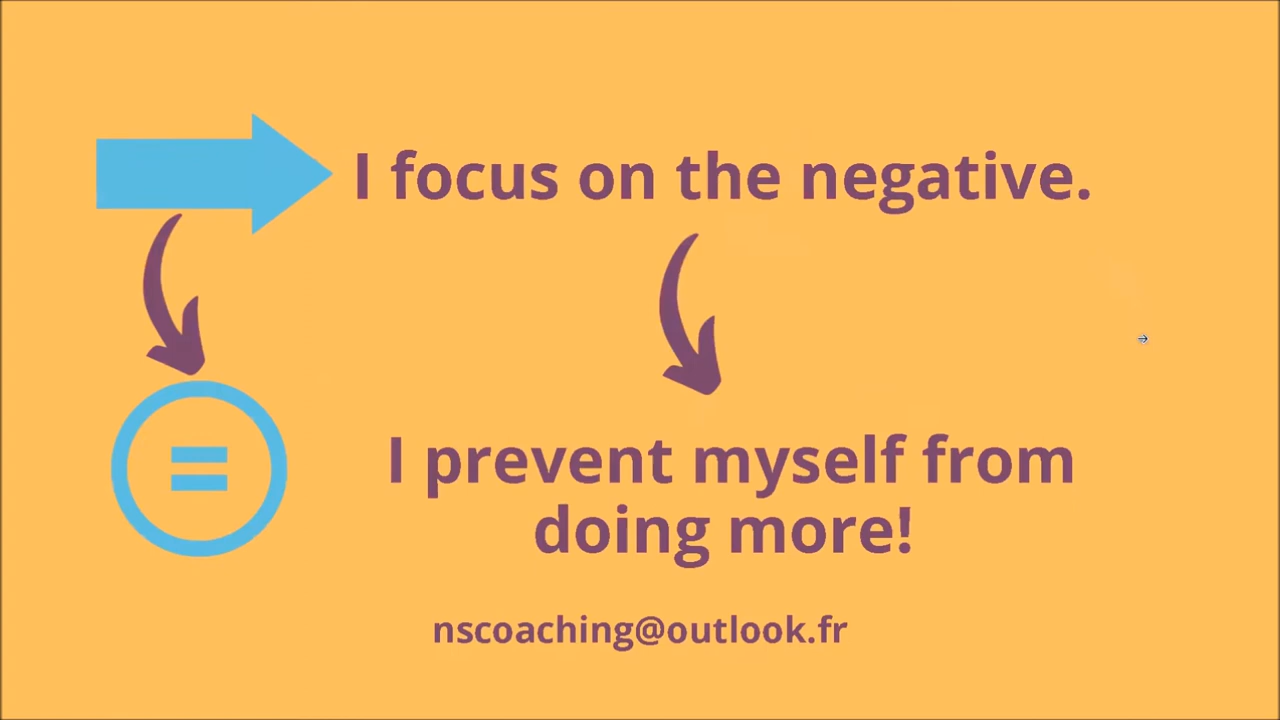 I focus on the negative.
=
I prevent myself from
doing more!
nscoaching@outlook.fr